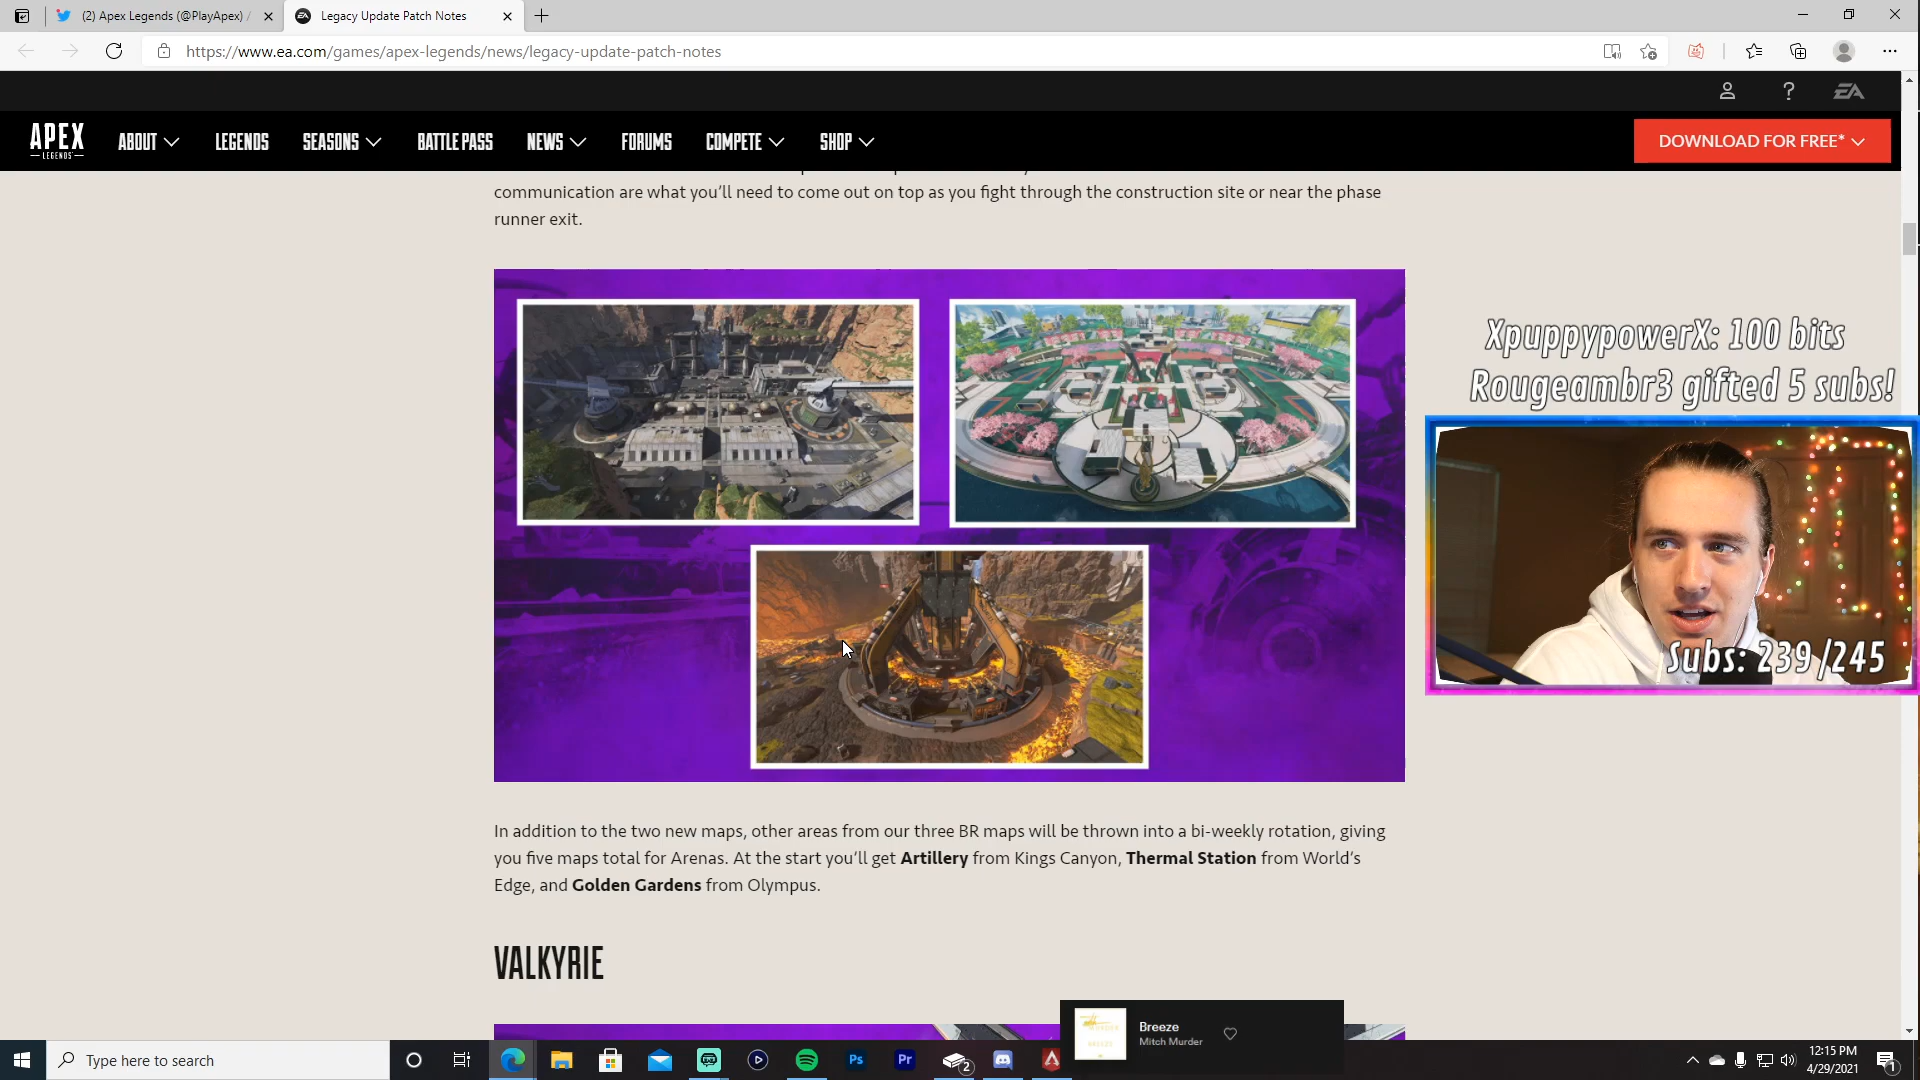 (2) Apex Legends (@PlayApex) /
Legacy Update Patch Notes
https://www.ea.com/games/apex-legends/news/legacy-update-patch-notes
?
EA
APEX
LEGENDS
ABOUT
LEGENDS
SEASONS
BATTLE PASS
NEWS
FORUMS
COMPETE
SHOP
DOWNLOAD FOR FREE*
communication are what you'll need to come out on top as you fight through the construction site or near the phase
runner exit.
XpuppypowerX: 100 bits
Rougeambr3 gifted 5 subs!
Subs: 239/245
In addition to the two new maps, other areas from our three BR maps will be thrown into a bi-weekly rotation, giving
you five maps total for Arenas. At the start you'll get Artillery from Kings Canyon, Thermal Station from World's
Edge, and Golden Gardens from Olympus.
VALKYRIE
Breeze
Mitch Murder
Type here to search
Ps
Pr
2
12:15 PM
4/29/2021
1